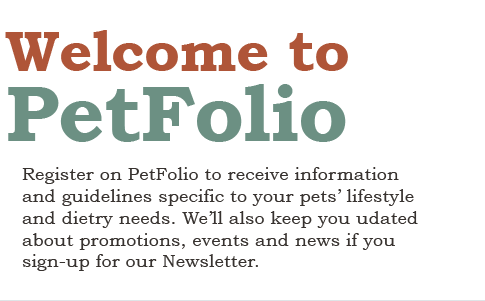 Welcome to
PetFolio
Register on PetFolio to receive information
and guidelines specific to your pets’ lifestyle
and dietry needs. We’ll also keep you udated
about promotions, events and news if you
sign-up for our Newsletter.